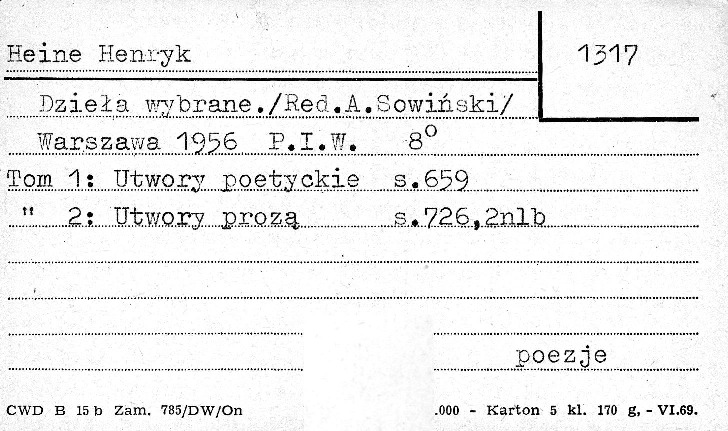 Heine Henryk 1317
Dzieła wybrane./Red.A.Sowiński/
Warszawa 1956 P.I.W. 8°
Tom 1: Utwory poetyckie s.659
" 2: Utwory prozą s.726,2nlb
poezje
CWD B 15 b Zam. 785/DW/On .000 - Karton 5 kl. 170 g, - VI.69.